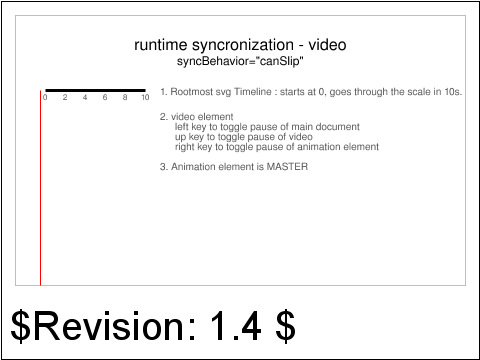 runtime syncronization - video
syncBehavior="canSlip"
0 2 4 6 8 10
1. Rootmost svg Timeline : starts at 0, goes through the scale in 10s.
2. video element
left key to toggle pause of main document
up key to toggle pause of video
right key to toggle pause of animation element
3. Animation element is MASTER
$Revision: 1.4 $